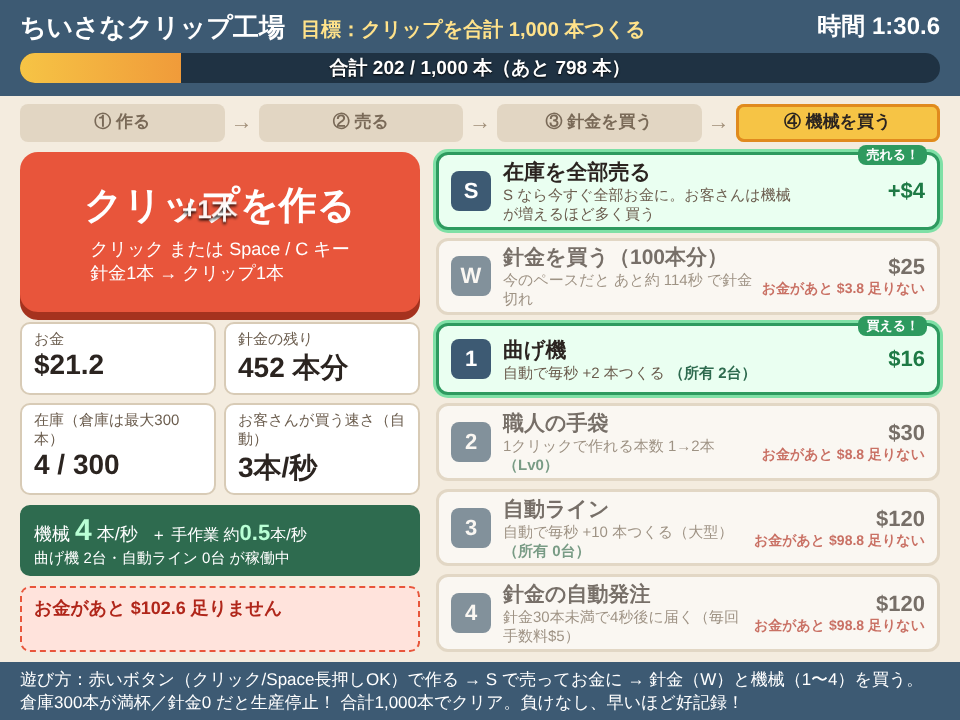 ちいさなクリップ工場 目標：クリップを合計 1,000 本つくる 時間 1:30.6
合計 202 / 1,000 本（あと 798 本）
① 作る → ② 売る → ③ 針金を買う → ④ 機械を買う
クリップを作る
+1本
クリック または Space / C キー
針金1本 → クリップ1本
お金
$21.2
針金の残り
452 本分
在庫（倉庫は最大300
本）
4 / 300
お客さんが買う速さ（自
動）
3本/秒
機械 4 本/秒 ＋ 手作業 約0.5本/秒
曲げ機 2台・自動ライン 0台 が稼働中
お金があと $102.6 足りません
売れる！
S 在庫を全部売る
S なら今すぐ全部お金に。お客さんは機械
が増えるほど多く買う
+$4
W 針金を買う（100本分）
今のペースだと あと約 114秒 で針金
切れ
$25
お金があと $3.8 足りない
買える！
1 曲げ機
自動で毎秒 +2 本つくる （所有 2台）
$16
2 職人の手袋
1クリックで作れる本数 1→2本
（Lv0）
$30
お金があと $8.8 足りない
3 自動ライン
自動で毎秒 +10 本つくる（大型）
（所有 0台）
$120
お金があと $98.8 足りない
4 針金の自動発注
針金30本未満で4秒後に届く（毎回
手数料$5）
$120
お金があと $98.8 足りない
遊び方：赤いボタン（クリック/Space長押しOK）で作る → S で売ってお金に → 針金（W）と機械（1〜4）を買う。
倉庫300本が満杯／針金0 だと生産停止！ 合計1,000本でクリア。負けなし、早いほど好記録！